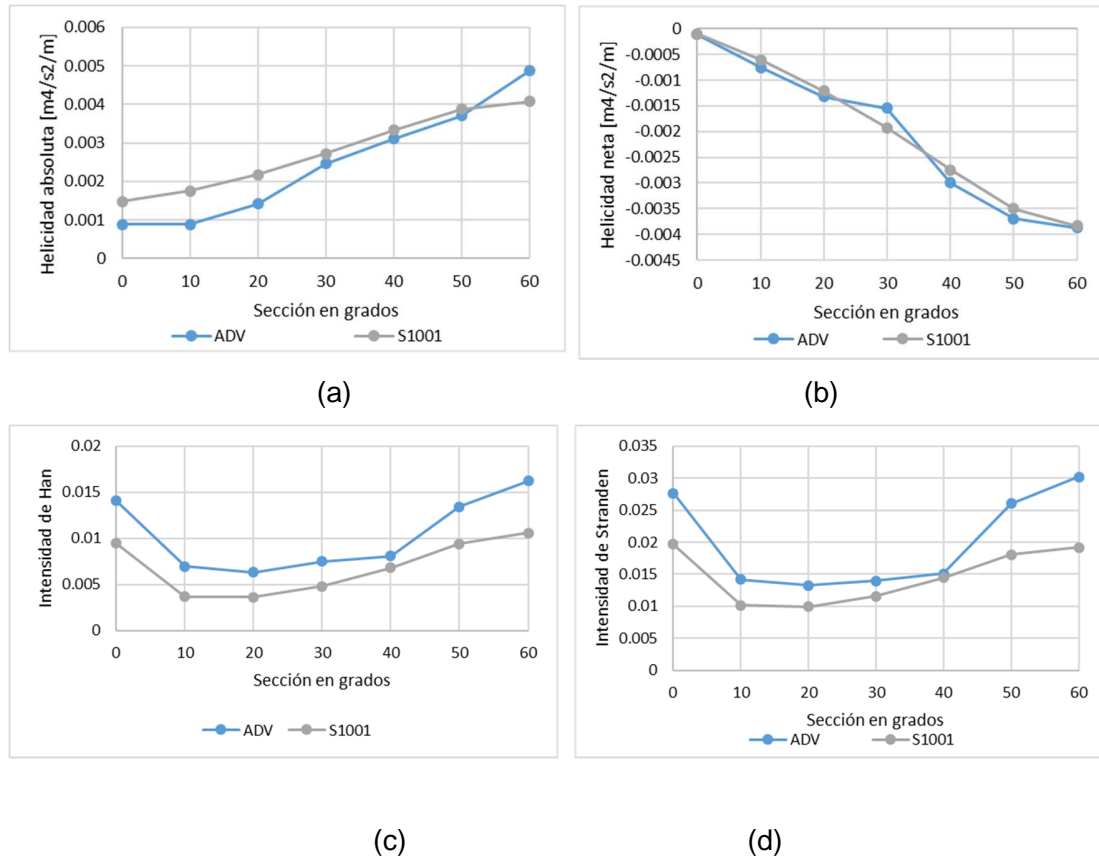 0.006
0.005
0.004
0.003
0.002
0.001
0
Helicidad absoluta [m4/s2/m]
0 10 20 30 40 50 60
Sección en grados
ADV S1001
(a)
0
-0.0005
-0.001
-0.0015
-0.002
-0.0025
-0.003
-0.0035
-0.004
-0.0045
Helicidad neta [m4/s2/m]
0 10 20 30 40 50 60
Sección en grados
ADV S1001
(b)
0.02
0.015
0.01
0.005
0
Intensidad de Han
0 10 20 30 40 50 60
Sección en grados
ADV S1001
(c)
0.035
0.03
0.025
0.02
0.015
0.01
0.005
0
Intensidad de Stranden
0 10 20 30 40 50 60
Sección en grados
ADV S1001
(d)